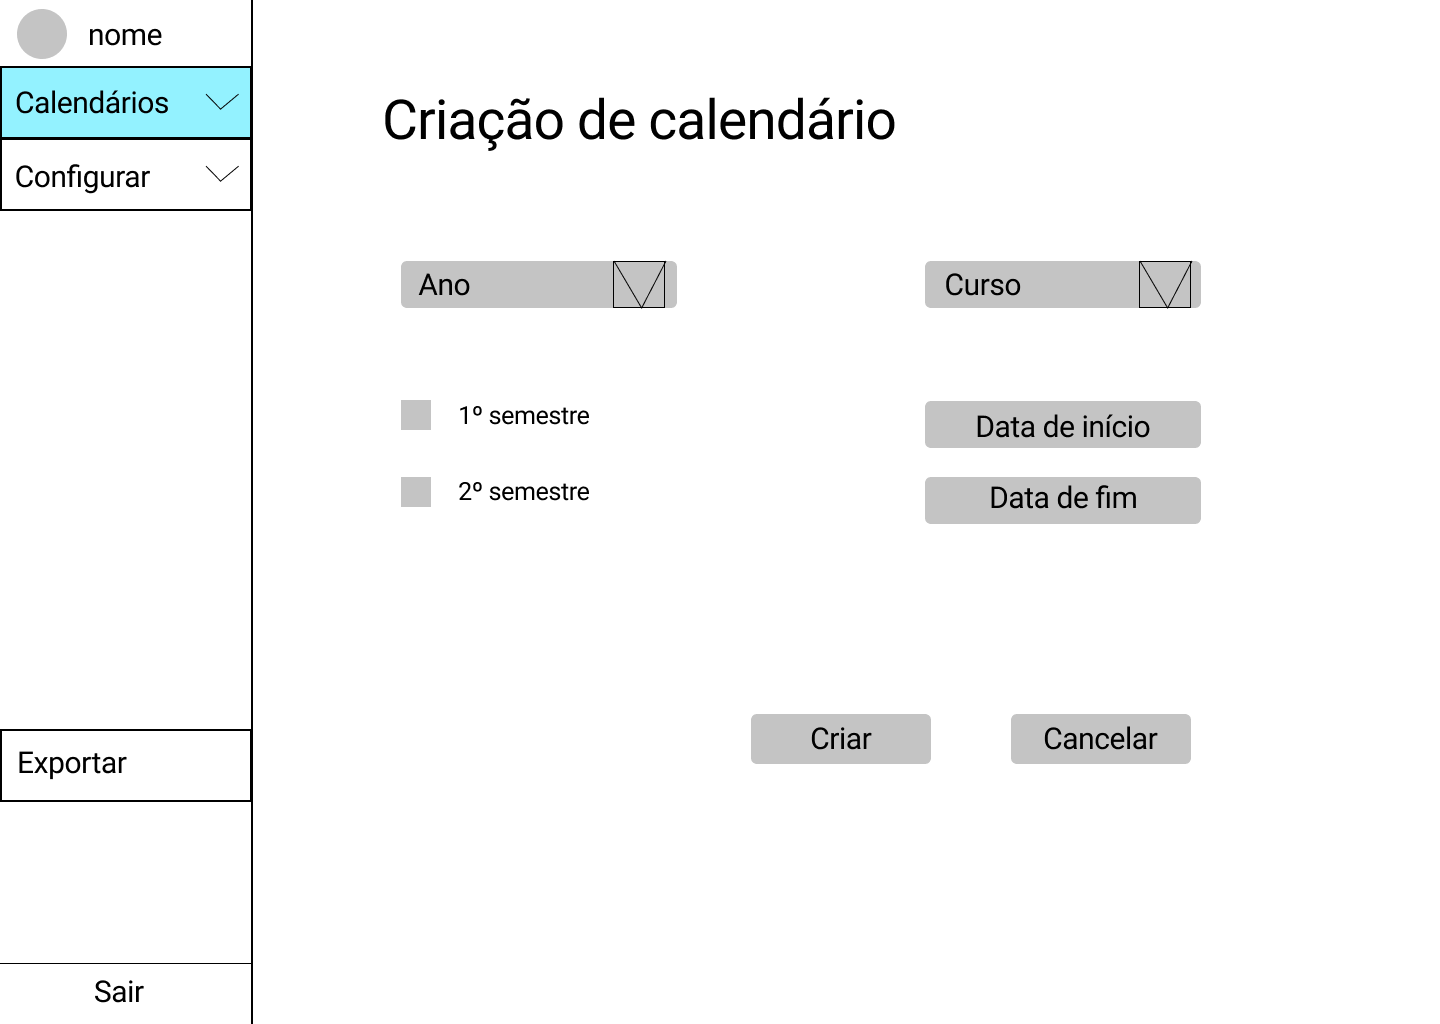 nome
Calendários
Configurar
Exportar
Sair
Criação de calendário
Ano
Curso
1º semestre
2º semestre
Data de início
Data de fim
Criar
Cancelar